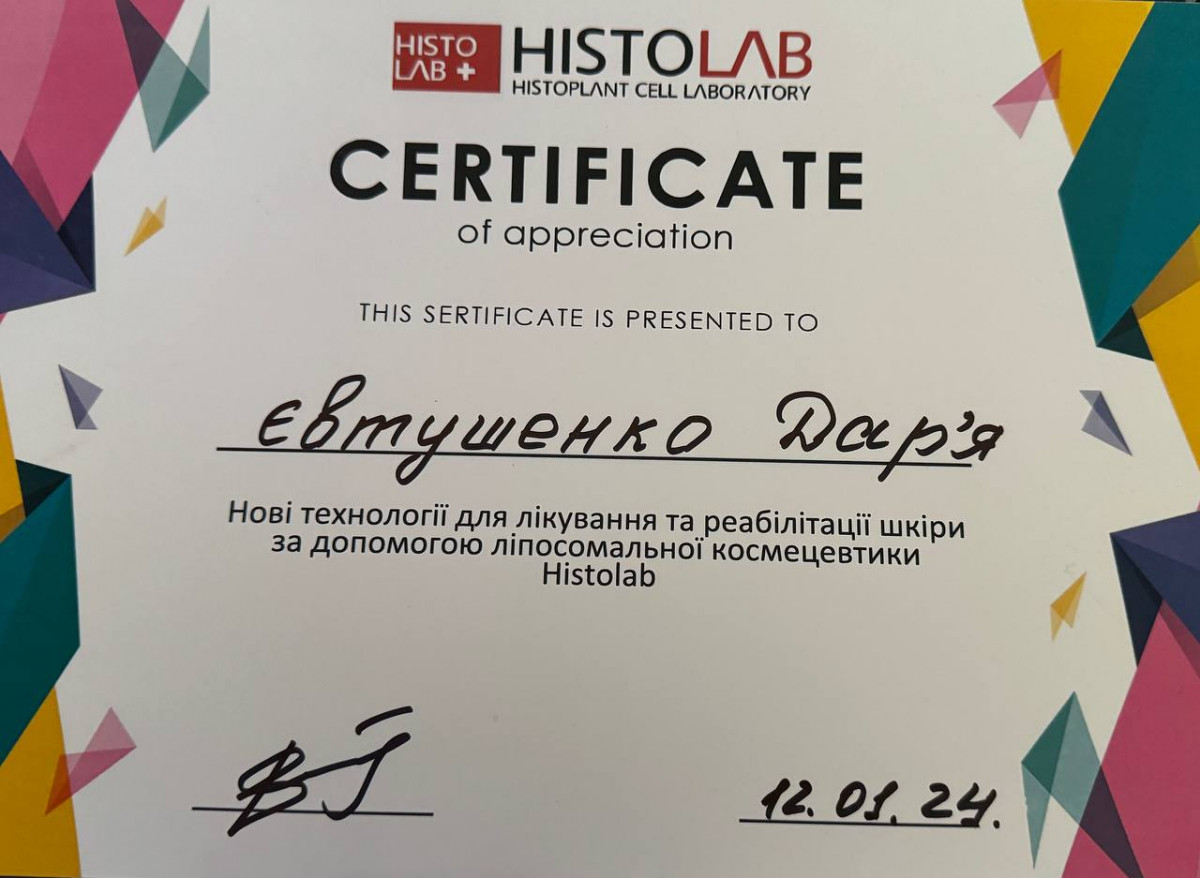 HISTO
LAB +
HISTOLAB
HISTOPLANT CELL LABORATORY
CERTIFICATE
of appreciation
THIS SERTIFICATE IS PRESENTED TO
Євтушенко Дар'я
Нові технології для лікування та реабілітації шкіри
за допомогою ліпосомальної космецевтики
Histolab
12.01.24.